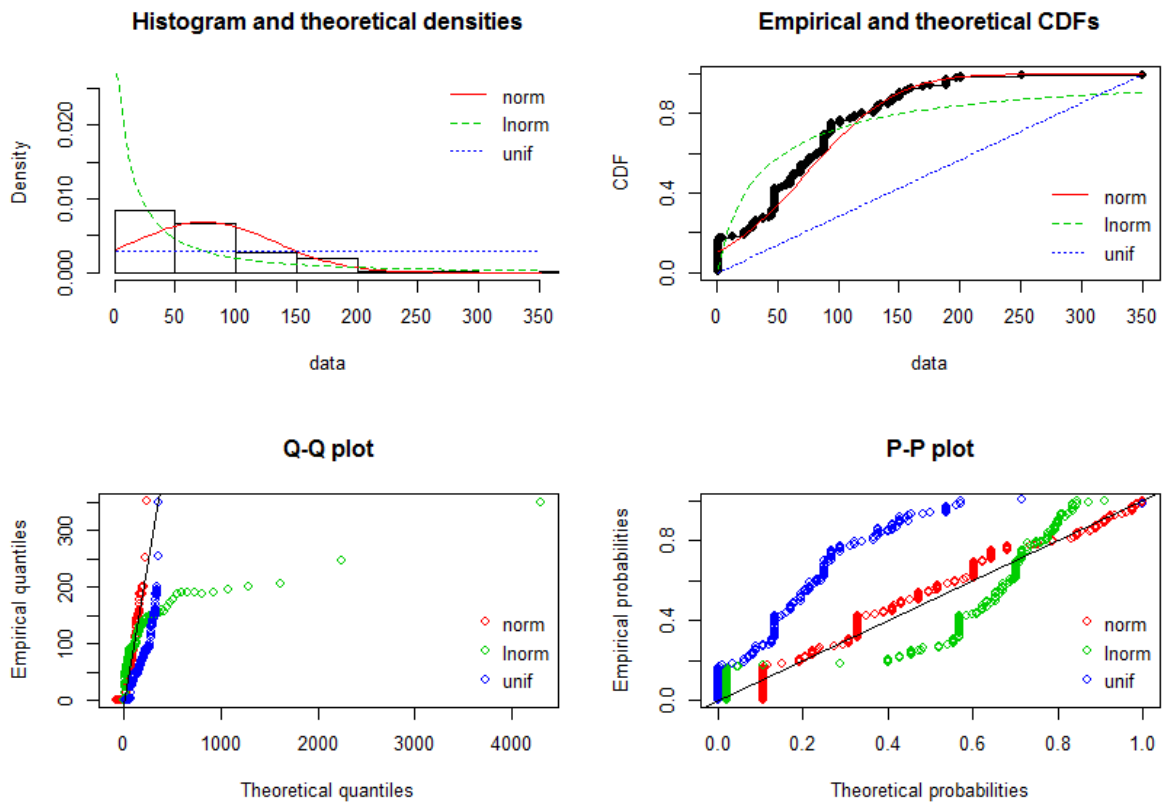 Histogram and theoretical densities
Density
0.000
0.010
0.020
norm
lnorm
unif
0 50 100 150 200 250 300 350
data
Empirical and theoretical CDFs
CDF
0.0
0.4
0.8
norm
lnorm
unif
0 50 100 150 200 250 300 350
data
Q-Q plot
Empirical quantiles
0
100
200
300
norm
lnorm
unif
0 1000 2000 3000 4000
Theoretical quantiles
P-P plot
Empirical probabilities
0.0
0.4
0.8
norm
lnorm
unif
0.0 0.2 0.4 0.6 0.8 1.0
Theoretical probabilities